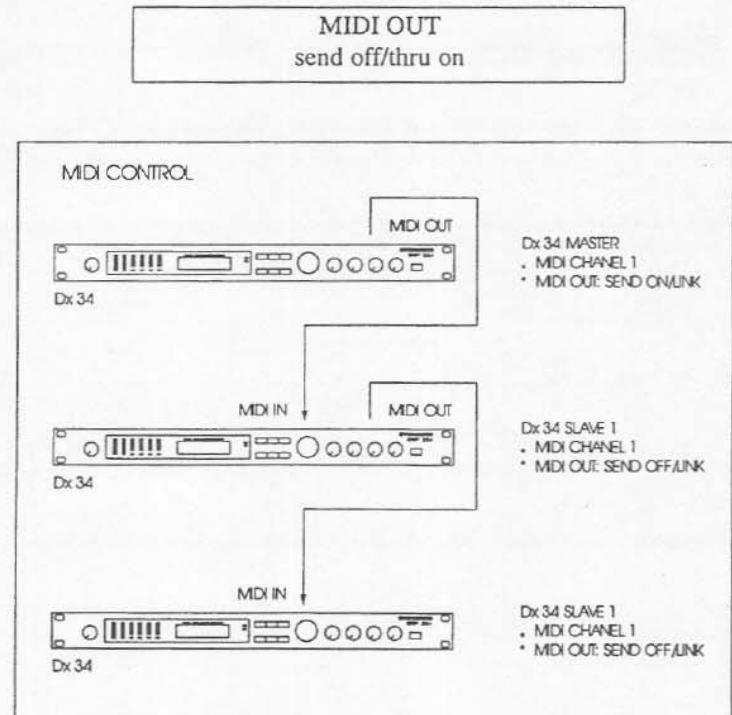 MIDI OUT
send off/thru on
MIDI CONTROL
MIDI OUT
Dx 34
Dx 34 MASTER
• MIDI CHANEL 1
• MIDI OUT: SEND ON/LINK
MIDI IN
MIDI OUT
Dx 34
Dx 34 SLAVE 1
• MIDI CHANEL 1
• MIDI OUT: SEND OFF/LINK
MIDI IN
Dx 34
Dx 34 SLAVE 1
• MIDI CHANEL 1
• MIDI OUT: SEND OFF/LINK